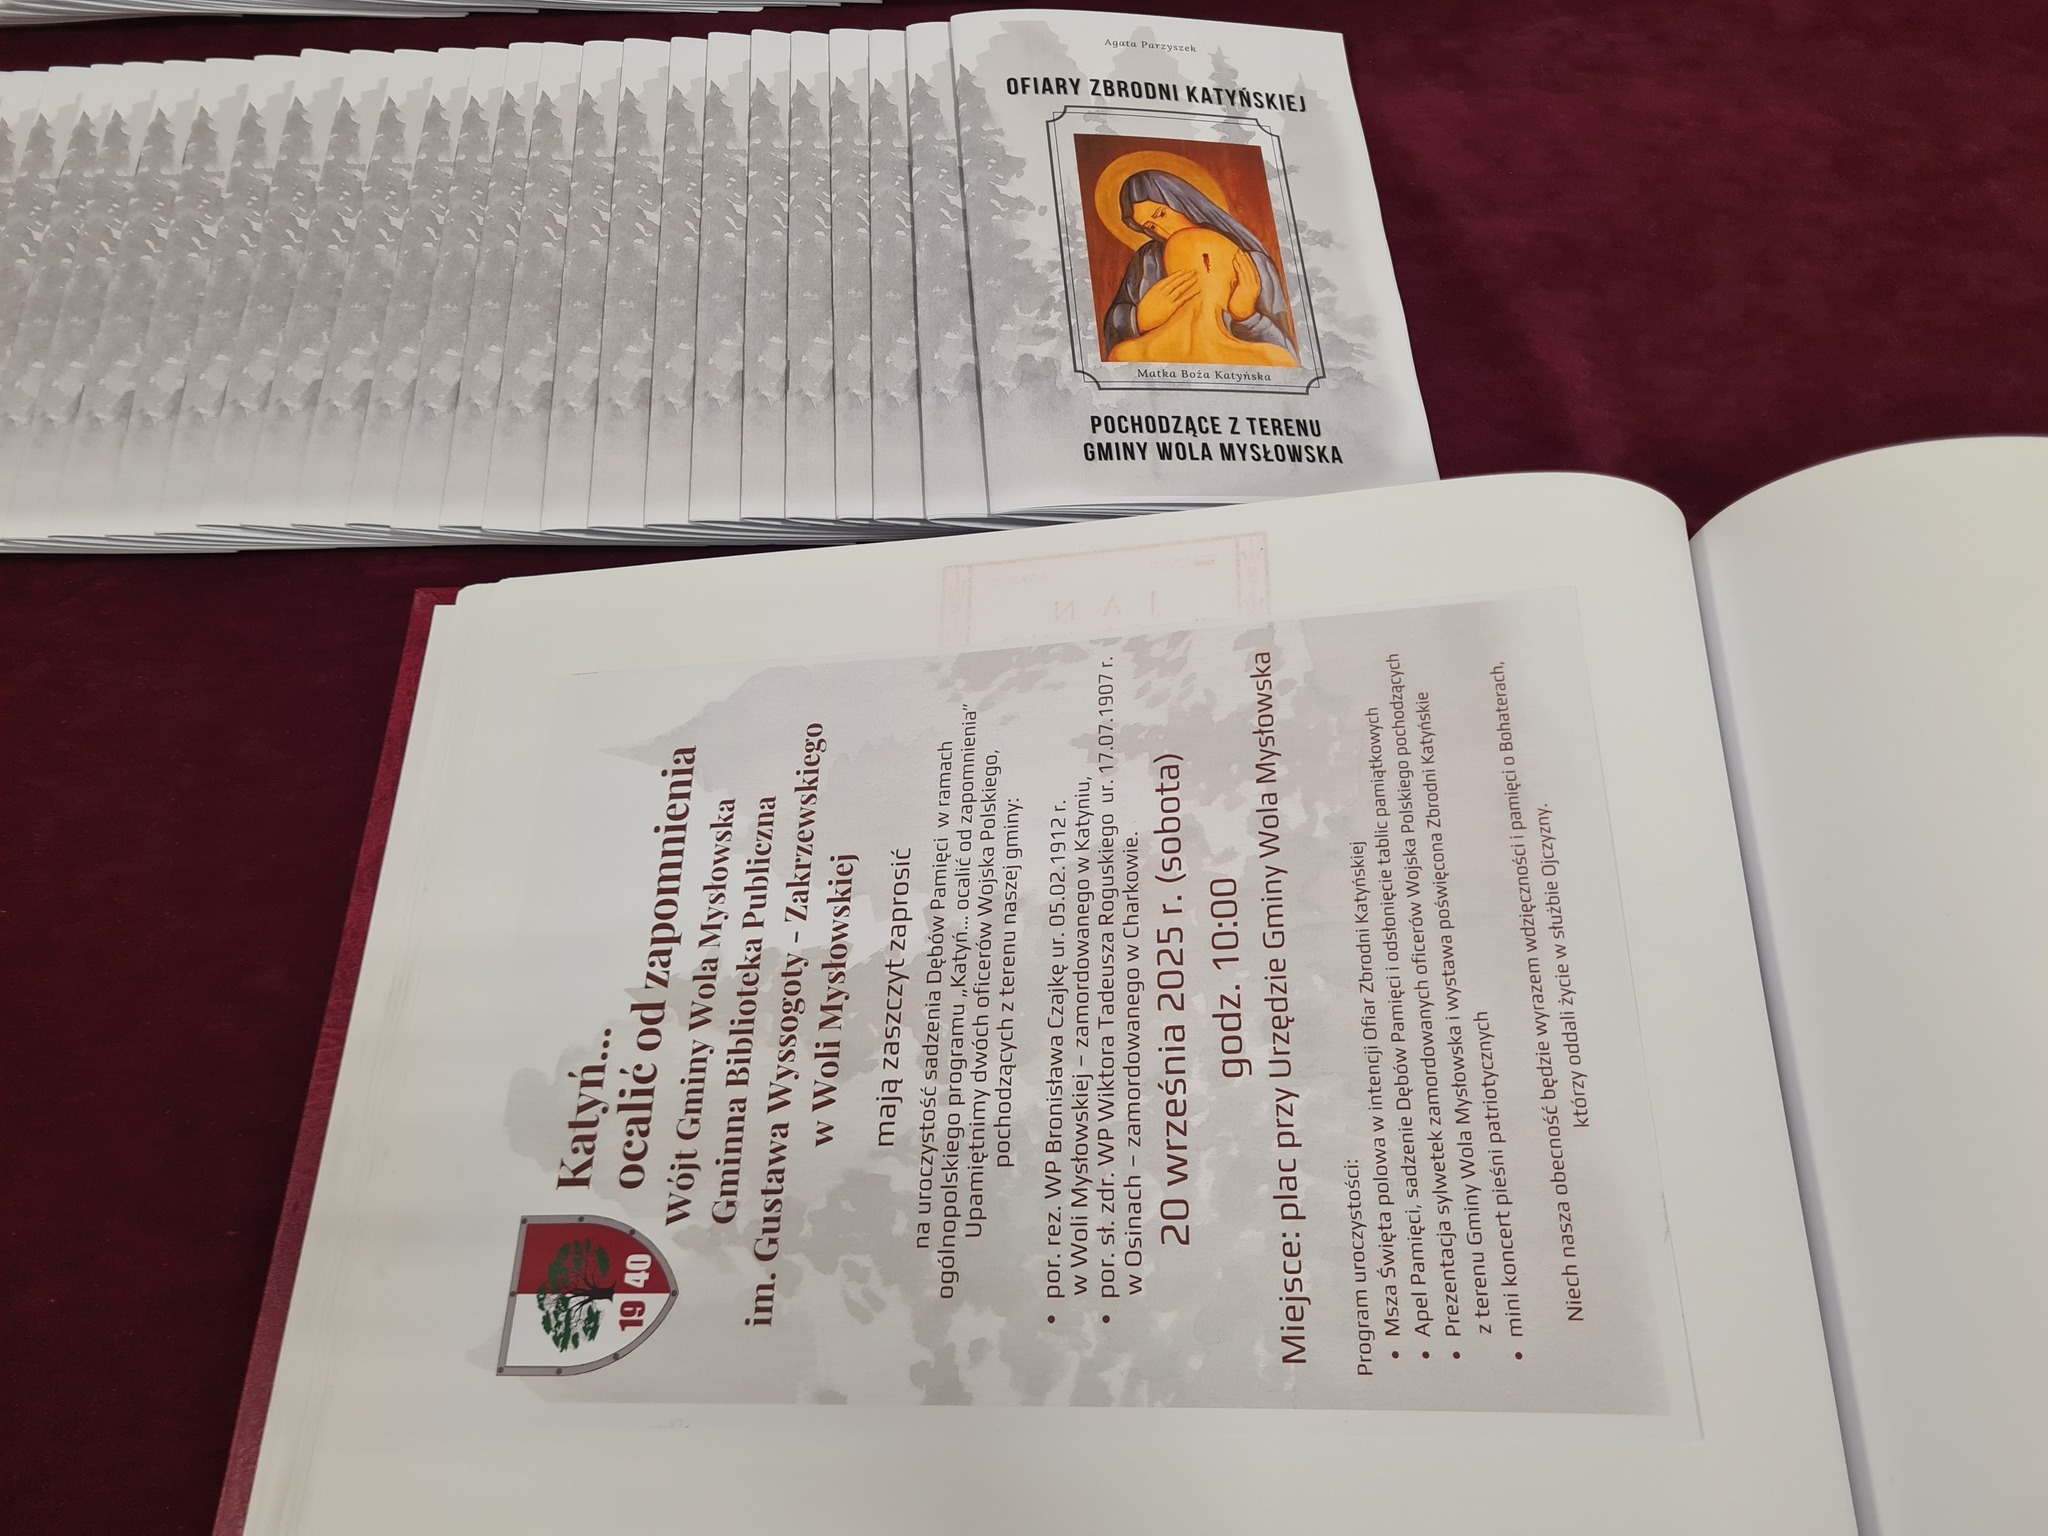 Agata Parzyszek
OFIARY ZBRODNI KATYŃSKIEJ
Matka Boża Katyńska
POCHODZĄCE Z TERENU
GMINY WOLA MYSŁOWSKA
JAN
19 40
Katyń...
ocalić od zapomnienia
Wójt Gminy Wola Mysłowska
Gminna Biblioteka Publiczna
im. Gustawa Wyssogoty - Zakrzewskiego
w Woli Mysłowskiej
mają zaszczyt zaprosić
na uroczystość sadzenia Dębów Pamięci w ramach
ogólnopolskiego programu „Katyń... ocalić od zapomnienia”
Upamiętnimy dwóch oficerów Wojska Polskiego,
pochodzących z terenu naszej gminy:
• por. rez. WP Bronisława Czajkę ur. 05.02.1912 r.
w Woli Mysłowskiej – zamordowanego w Katyniu,
• por. sł. zdr. WP Wiktora Tadeusza Roguskiego ur. 17.07.1907 r.
w Osinach – zamordowanego w Charkowie.
20 września 2025 r. (sobota)
godz. 10:00
Miejsce: plac przy Urzędzie Gminy Wola Mysłowska
Program uroczystości:
• Msza Święta polowa w intencji Ofiar Zbrodni Katyńskiej
• Apel Pamięci, sadzenie Dębów Pamięci i odsłonięcie tablic pamiątkowych
• Prezentacja sylwetek zamordowanych oficerów Wojska Polskiego pochodzących
z terenu Gminy Wola Mysłowska i wystawa poświęcona Zbrodni Katyńskie
• mini koncert pieśni patriotycznych
Niech nasza obecność będzie wyrazem wdzięczności i pamięci o Bohaterach,
którzy oddali życie w służbie Ojczyzny.